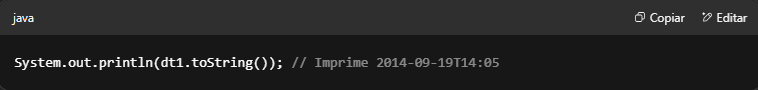 java
Copiar
Editar
System.out.println(dt1.toString()); // Imprime 2014-09-19T14:05